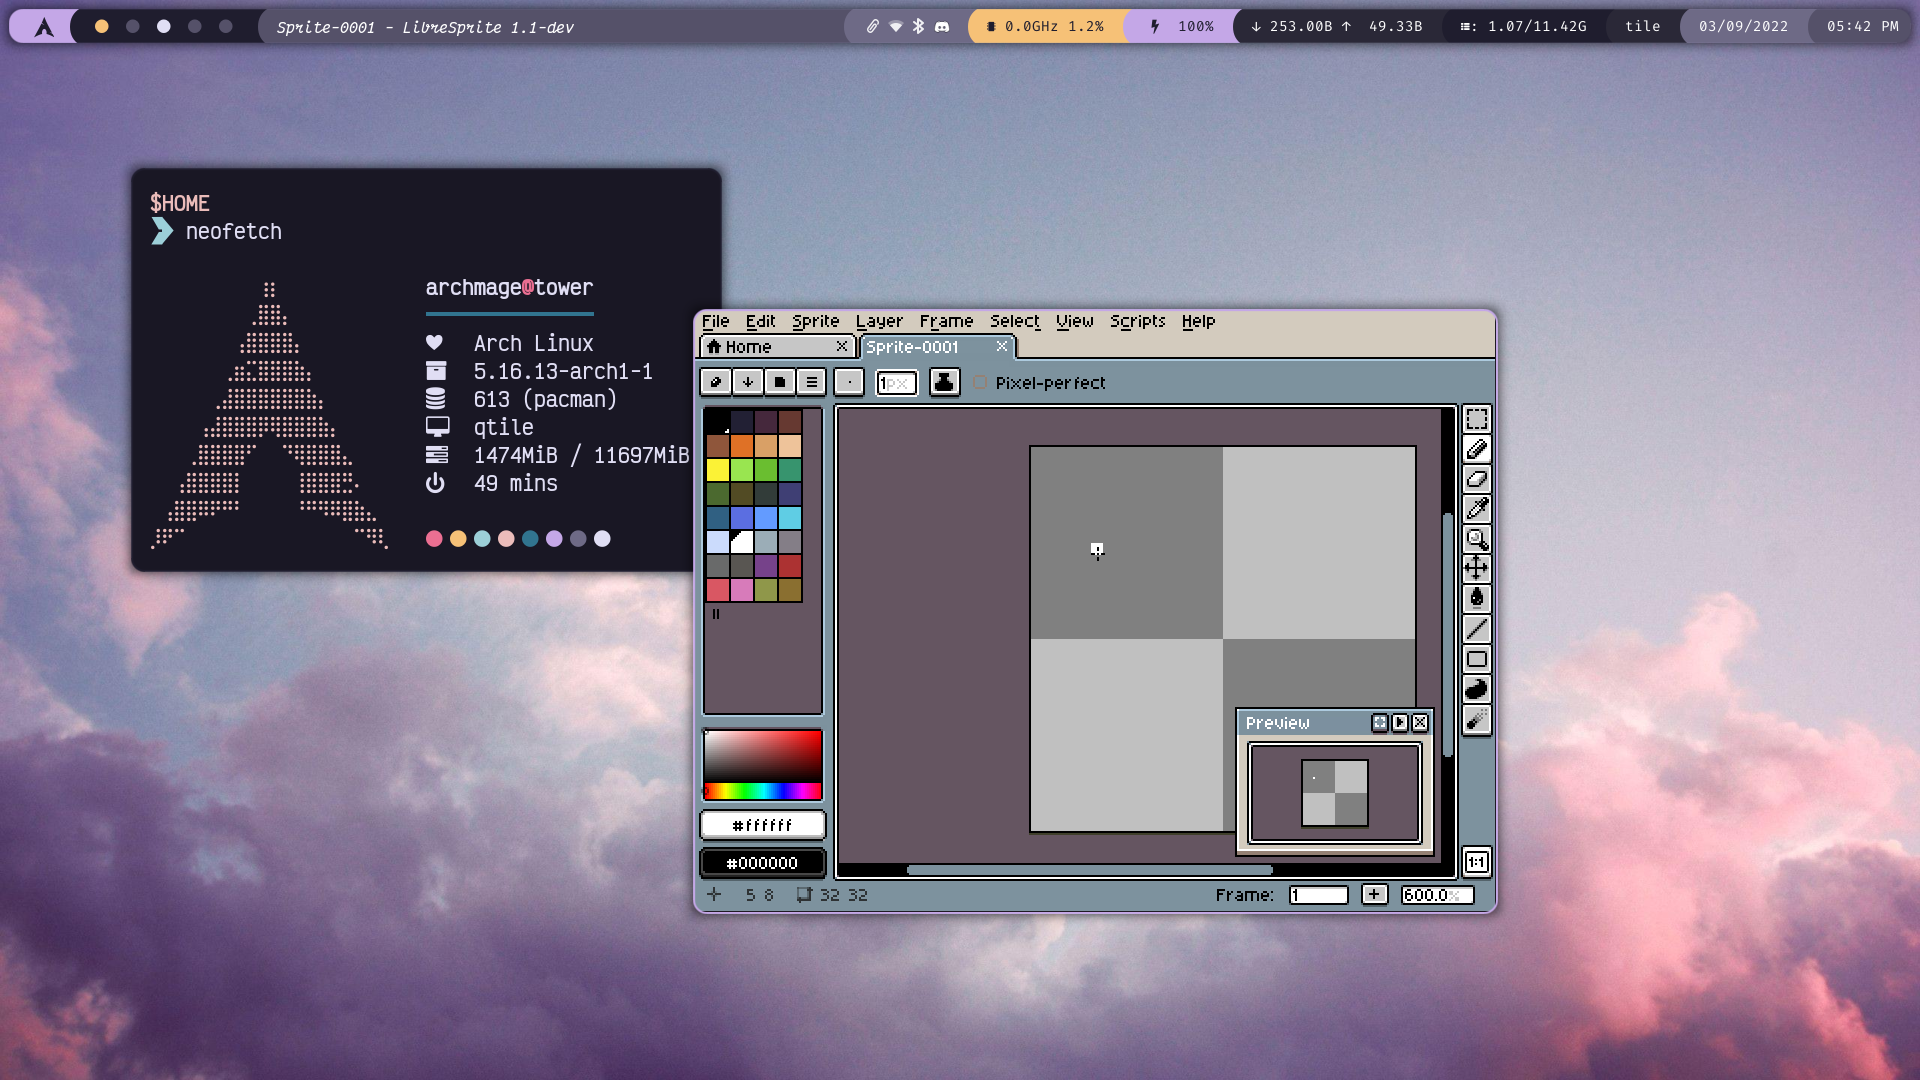 Sprite-0001 - LibreSprite 1.1-dev
0.0GHz 1.2%
100%
↓ 253.00B ↑ 49.33B
: 1.07/11.42G
tile
03/09/2022
05:42 PM
$HOME
neofetch
archmage@tower
Arch Linux
5.16.13-arch1-1
613 (pacman)
qtile
1474MiB / 11697MiB
49 mins
File Edit Sprite Layer Frame Select View Scripts Help
Home
Sprite-0001
1px
Pixel-perfect
Preview
#ffffff
#000000
1:1
5 8 32 32
Frame: 1 + 600.0%